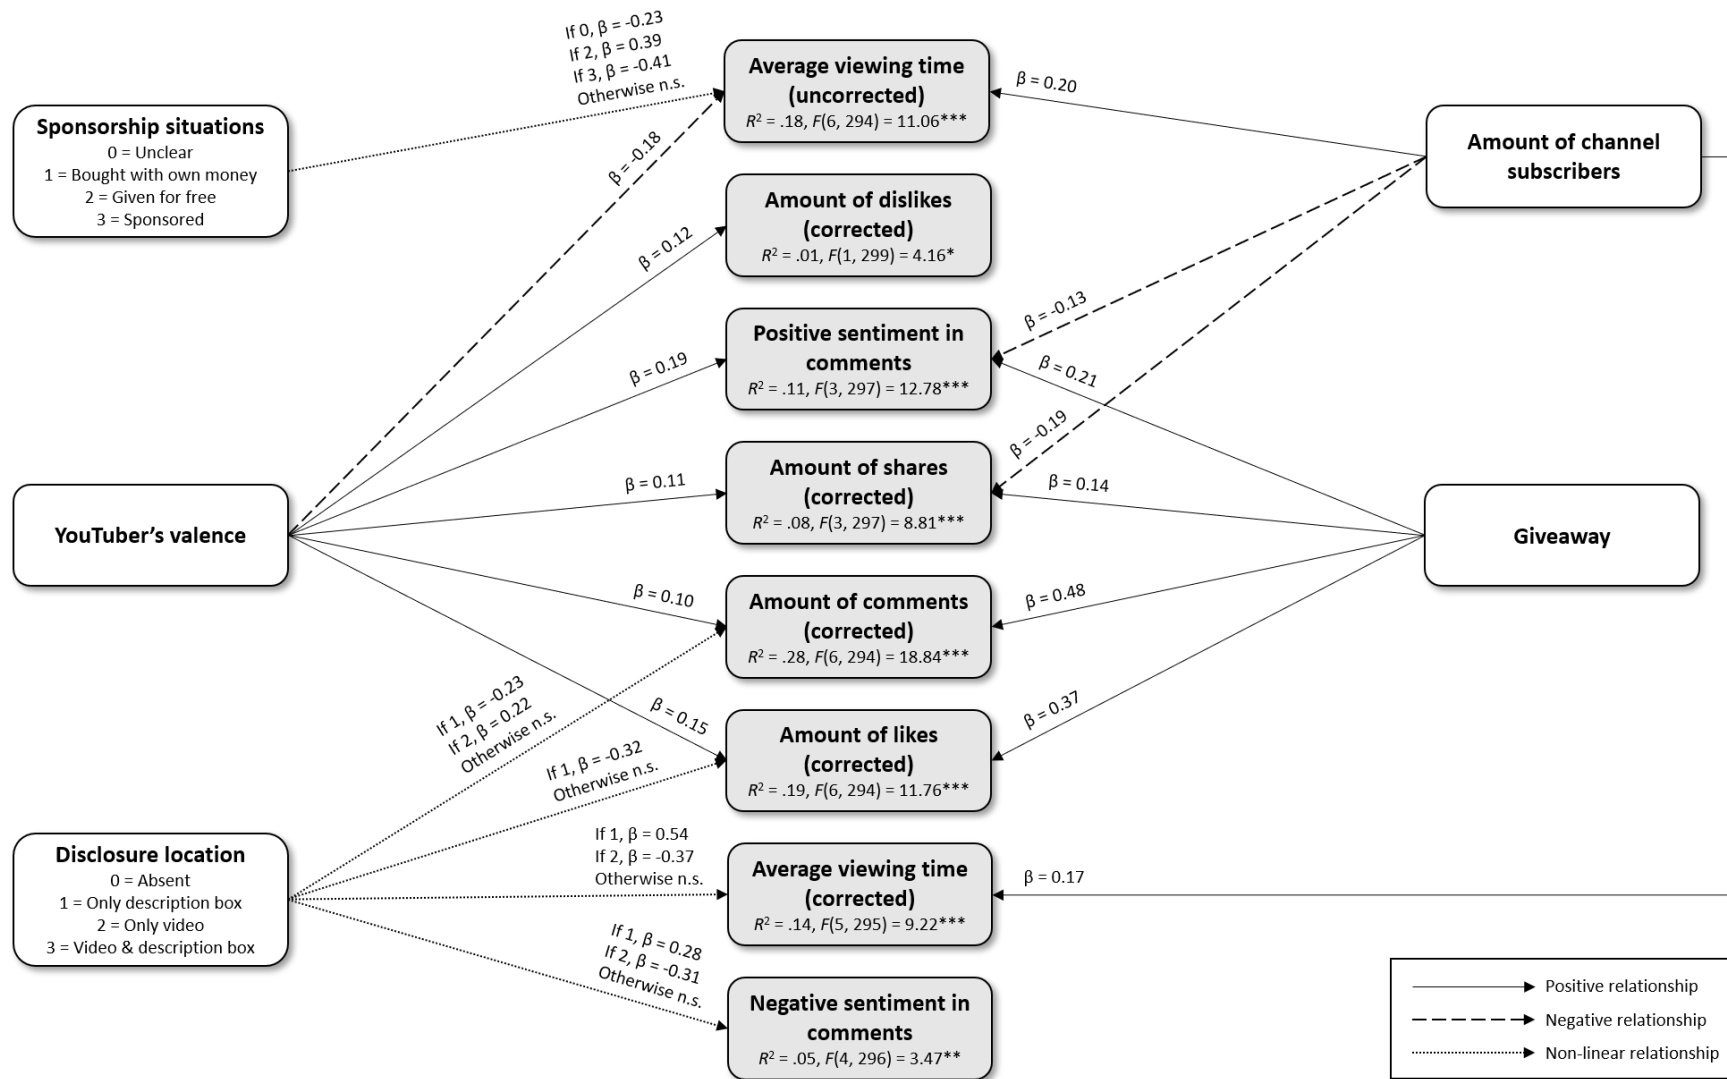 If 0, β = -0.23
If 2, β = 0.39
If 3, β = -0.41
Otherwise n.s.
Sponsorship situations
0 = Unclear
1 = Bought with own money
2 = Given for free
3 = Sponsored
YouTuber’s valence
Disclosure location
0 = Absent
1 = Only description box
2 = Only video
3 = Video & description box
β = -0.18
β = 0.12
β = 0.19
β = 0.11
β = 0.10
β = 0.15
If 1, β = -0.23
If 2, β = 0.22
Otherwise n.s.
If 1, β = -0.32
Otherwise n.s.
If 1, β = 0.54
If 2, β = -0.37
Otherwise n.s.
If 1, β = 0.28
If 2, β = -0.31
Otherwise n.s.
Average viewing time
(uncorrected)
R² = .18, F(6, 294) = 11.06***
Amount of dislikes
(corrected)
R² = .01, F(1, 299) = 4.16*
Positive sentiment in
comments
R² = .11, F(3, 297) = 12.78***
Amount of shares
(corrected)
R² = .08, F(3, 297) = 8.81***
Amount of comments
(corrected)
R² = .28, F(6, 294) = 18.84***
Amount of likes
(corrected)
R² = .19, F(6, 294) = 11.76***
Average viewing time
(corrected)
R² = .14, F(5, 295) = 9.22***
Negative sentiment in
comments
R² = .05, F(4, 296) = 3.47**
β = 0.20
β = -0.13
β = 0.21
β = -0.19
β = 0.14
β = 0.48
β = 0.37
β = 0.17
Amount of channel
subscribers
Giveaway
Positive relationship
Negative relationship
Non-linear relationship